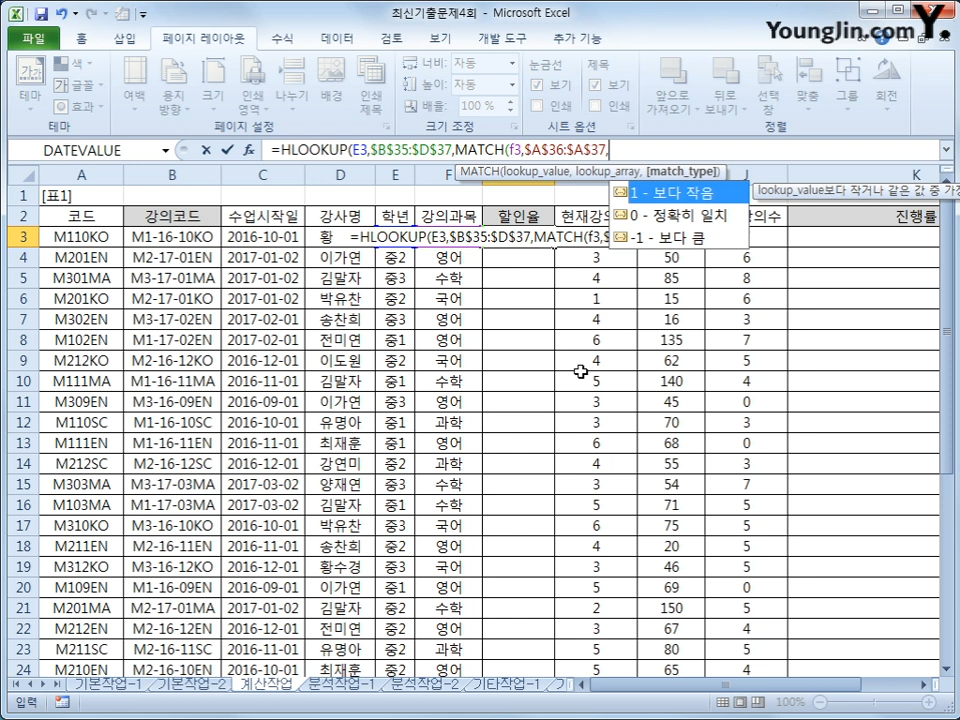 최신기출문제4회 - Microsoft Excel
Younglin.com Y.
파일 홈 삽입 페이지 레이아웃 수식 데이터 검토 보기 개발 도구 추가 기능
테마 색 글꼴 효과 여백 용지 방향 크기 인쇄 영역 나누기 배경 인쇄 제목 너비: 자동 높이: 자동 배율: 100 % 눈금선 보기 인쇄 제목 보기 인쇄 앞으로 가져오기 뒤로 보내기 선택 창 맞춤 그룹 회전
테마 페이지 설정 크기 조정 시트 옵션 정렬
DATEVALUE =HLOOKUP(E3,$B$35:$D$37,MATCH(f3,$A$36:$A$37,
MATCH(lookup_value, lookup_array, [match_type])
A B C D E F J K
1 - 보다 작음
0 - 정확히 일치
-1 - 보다 큼
lookup_value보다 작거나 같은 값 중 가장
1 [표1]
2 코드 강의코드 수업시작일 강사명 학년 강의과목 할인율 현재강의 강의수 진행률
3 M110KO M1-16-10KO 2016-10-01 황 =HLOOKUP(E3,$B$35:$D$37,MATCH(f3,$
4 M201EN M2-17-01EN 2017-01-02 이가연 중2 영어 3 50 6
5 M301MA M3-17-01MA 2017-01-02 김말자 중3 수학 4 85 8
6 M201KO M2-17-01KO 2017-01-02 박유찬 중2 국어 1 15 6
7 M302EN M3-17-02EN 2017-02-01 송찬희 중3 영어 4 16 3
8 M102EN M1-17-02EN 2017-02-01 전미연 중1 영어 6 135 7
9 M212KO M2-16-12KO 2016-12-01 이도원 중2 국어 4 62 5
10 M111MA M1-16-11MA 2016-11-01 김말자 중1 수학 5 140 4
11 M309EN M3-16-09EN 2016-09-01 이가연 중3 영어 3 45 0
12 M110SC M1-16-10SC 2016-10-01 유명아 중1 과학 3 70 3
13 M111EN M1-16-11EN 2016-11-01 최재훈 중1 영어 6 68 0
14 M212SC M2-16-12SC 2016-12-01 강연미 중2 과학 4 55 3
15 M303MA M3-17-03MA 2017-03-02 양재연 중3 수학 3 54 7
16 M103MA M1-17-03MA 2017-03-02 김말자 중1 수학 5 71 5
17 M310KO M3-16-10KO 2016-10-01 박유찬 중3 국어 6 75 5
18 M211EN M2-16-11EN 2016-11-01 송찬희 중2 영어 4 20 5
19 M312KO M3-16-12KO 2016-12-01 황수경 중3 국어 3 46 5
20 M109EN M1-16-09EN 2016-09-01 이가연 중1 영어 5 69 0
21 M201MA M2-17-01MA 2017-01-02 김말자 중2 수학 2 150 5
22 M212EN M2-16-12EN 2016-12-01 전미연 중2 영어 3 67 4
23 M211SC M2-16-11SC 2016-11-01 유명아 중2 과학 5 80 5
24 M210EN M2-16-10EN 2016-10-01 최재훈 중2 영어 5 65 4
기본작업-1 기본작업-2 계산작업 분석작업-1 분석작업-2 기타작업-1
입력 100%